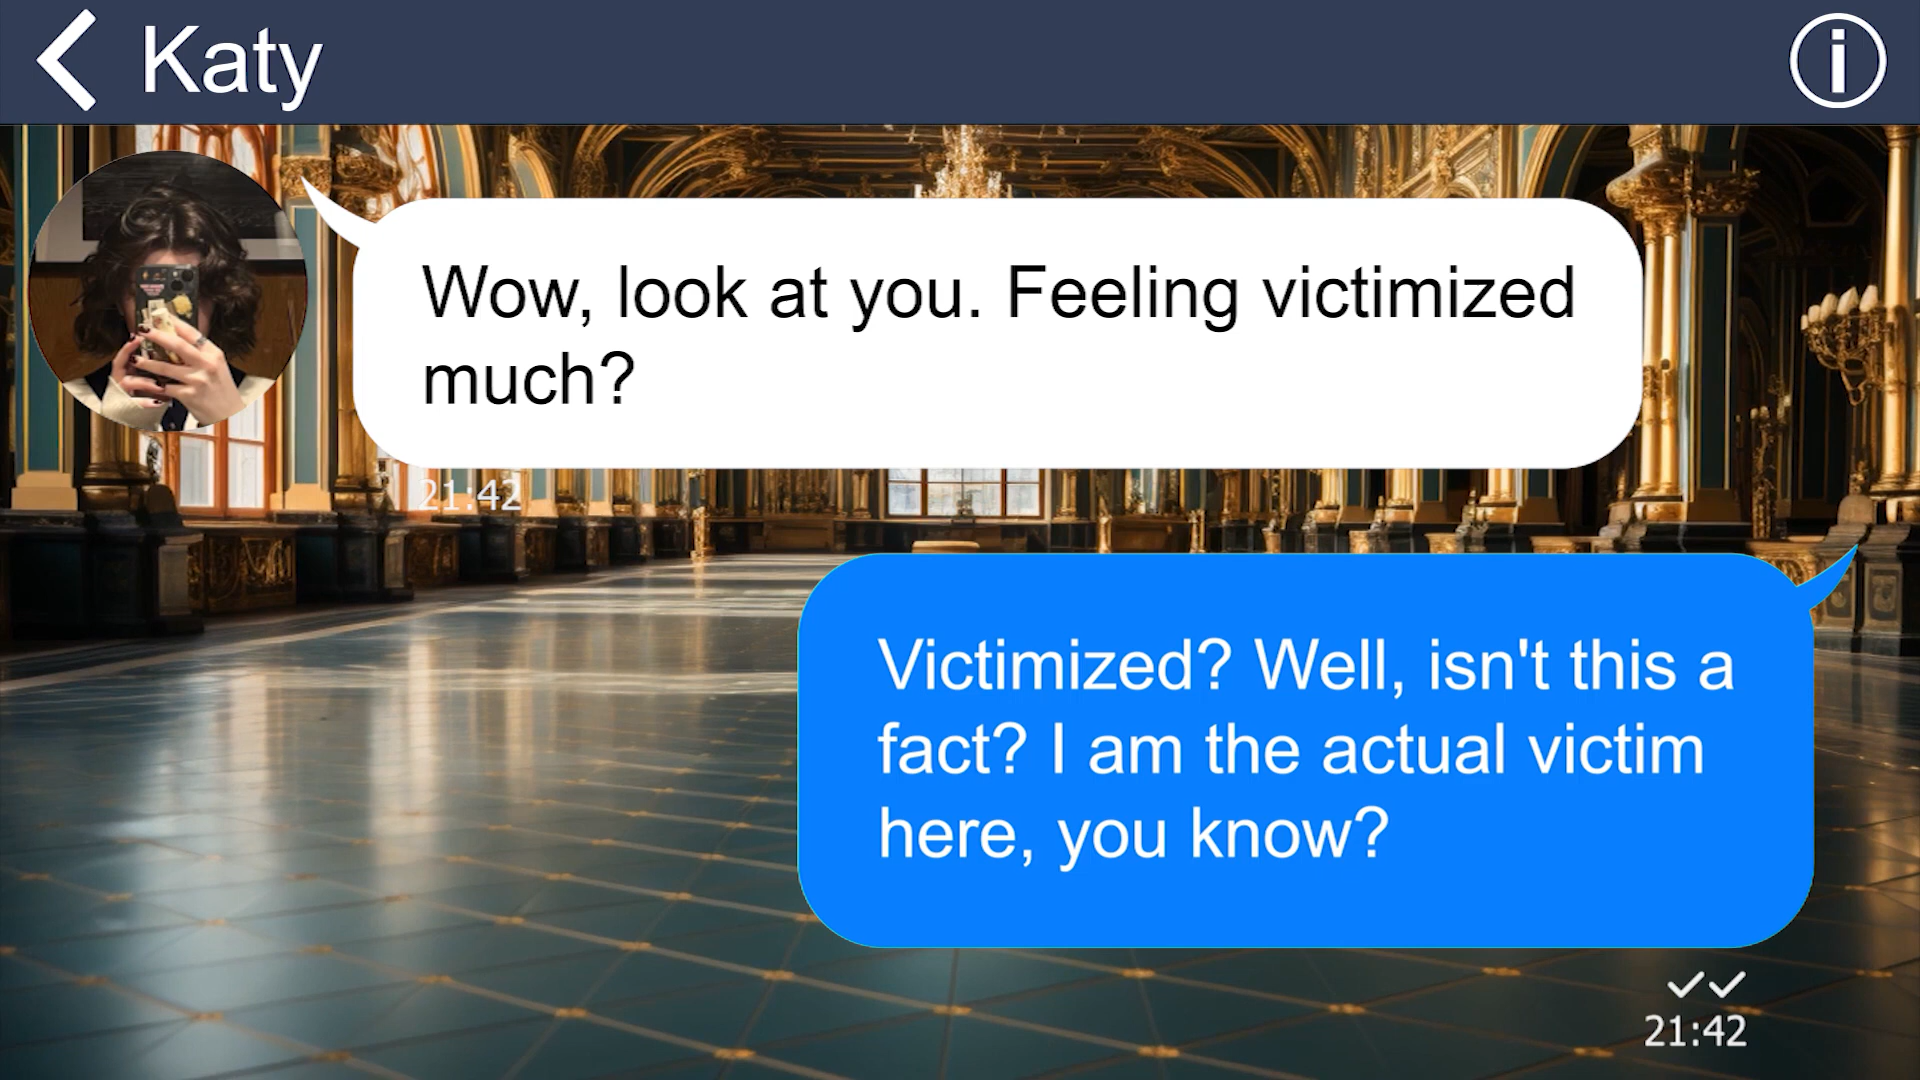 Katy
Wow, look at you. Feeling victimized
much?
21:42
Victimized? Well, isn't this a
fact? I am the actual victim
here, you know?
21:42